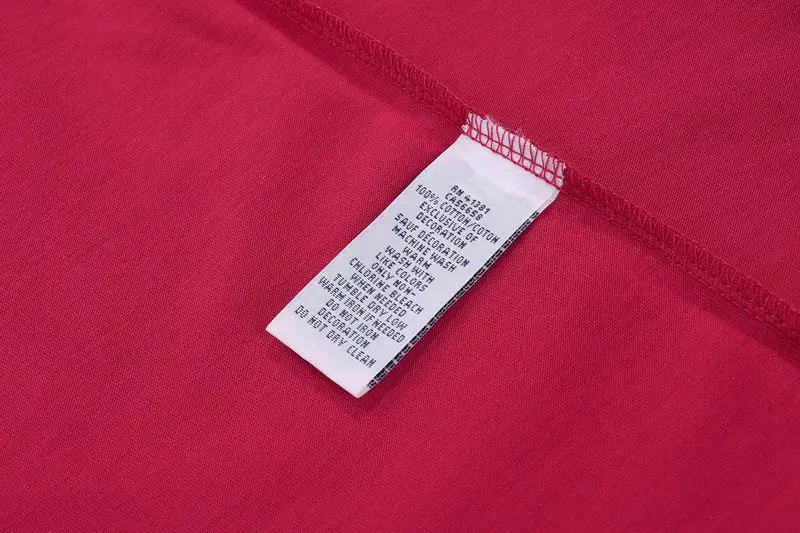 RN 41381
CA56658
100% COTTON/COTON
EXCLUSIVE OF
DECORATION
SAUF DECORATION
MACHINE WASH
WARM
WASH WITH
LIKE COLORS
ONLY NON-
CHLORINE BLEACH
WHEN NEEDED
TUMBLE DRY LOW
WARM IRON IF NEEDED
DO NOT IRON
DECORATION
DO NOT DRY CLEAN